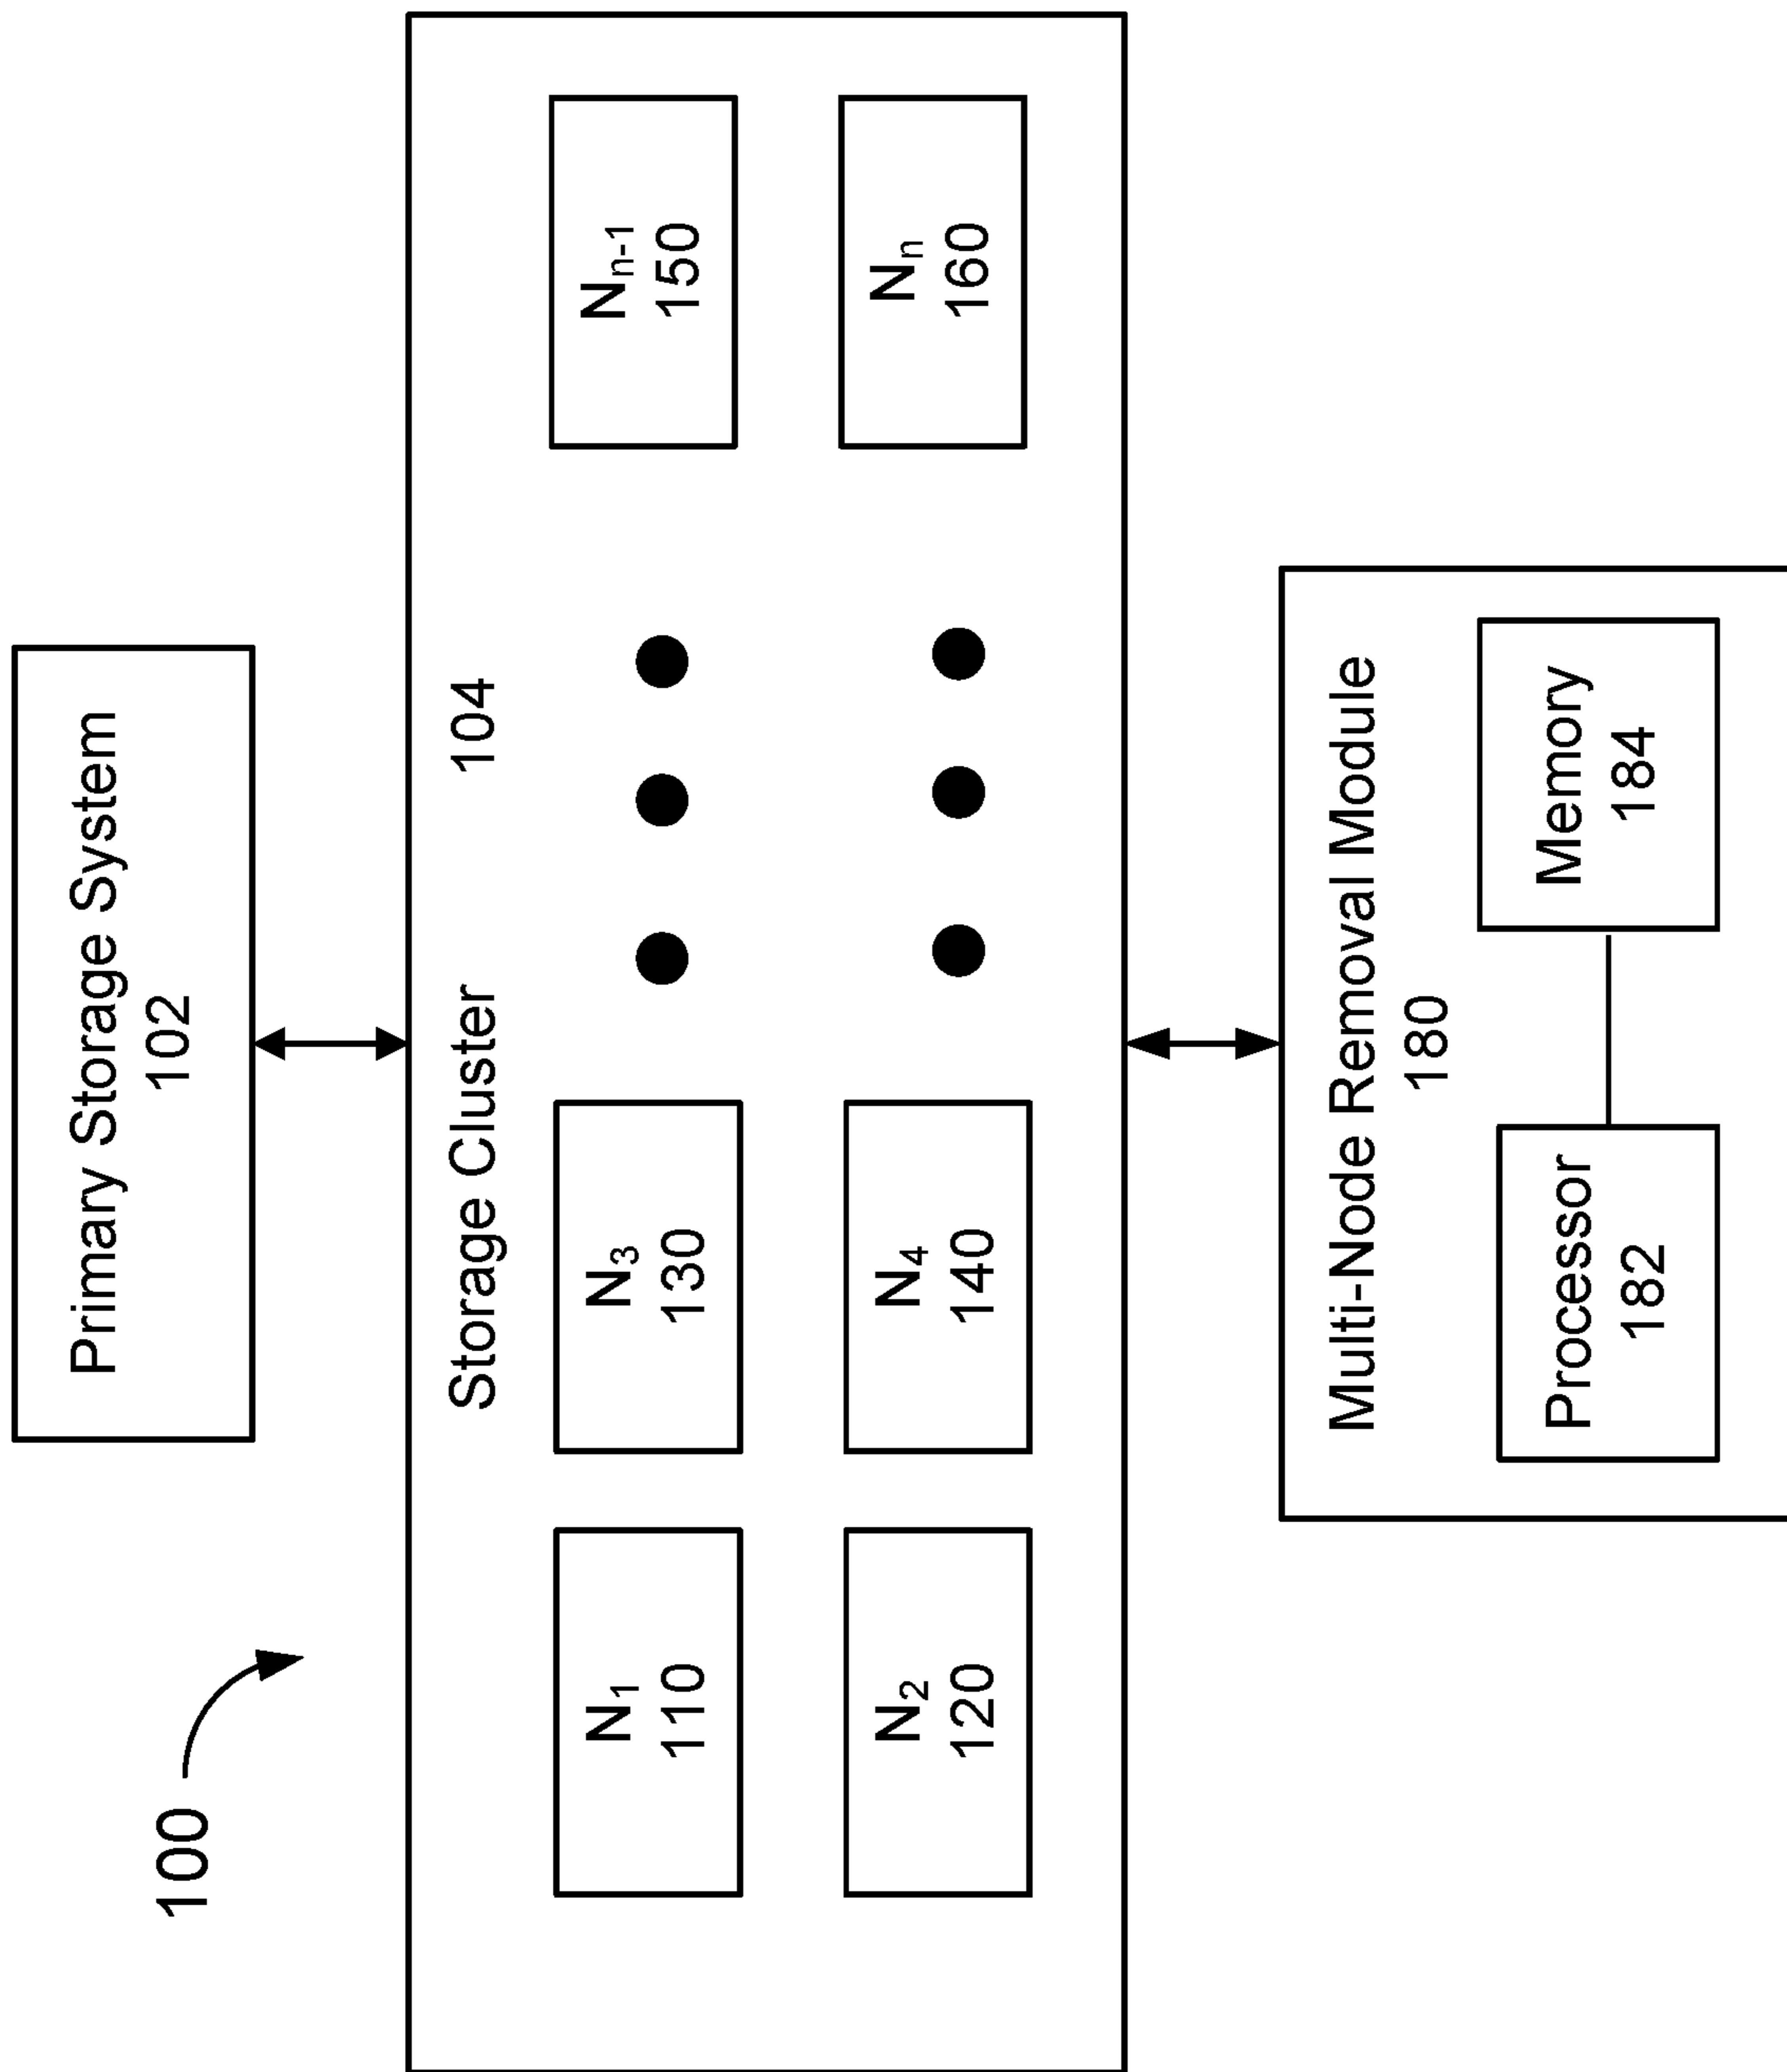 100
Primary Storage System
102
Storage Cluster 104
N₁
110
N₃
130
Nₙ₋₁
150
N₂
120
N₄
140
Nₙ
160
Multi-Node Removal Module
180
Processor
182
Memory
184